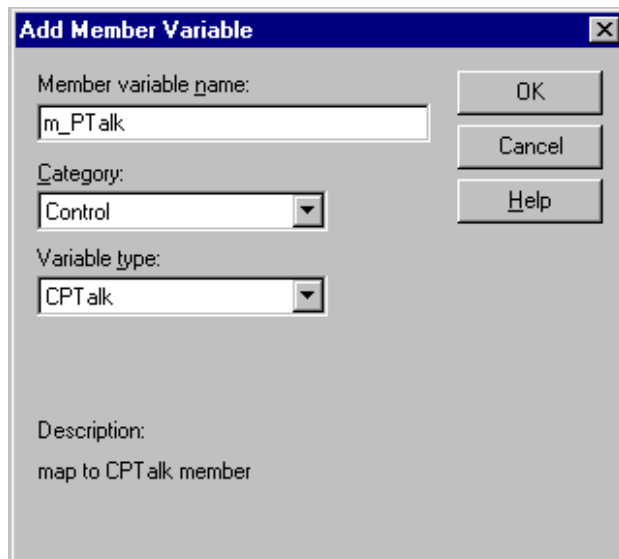 Add Member Variable
Member variable name:
m_PTalk
OK
Cancel
Category:
Control
Help
Variable type:
CPTalk
Description:
map to CPTalk member